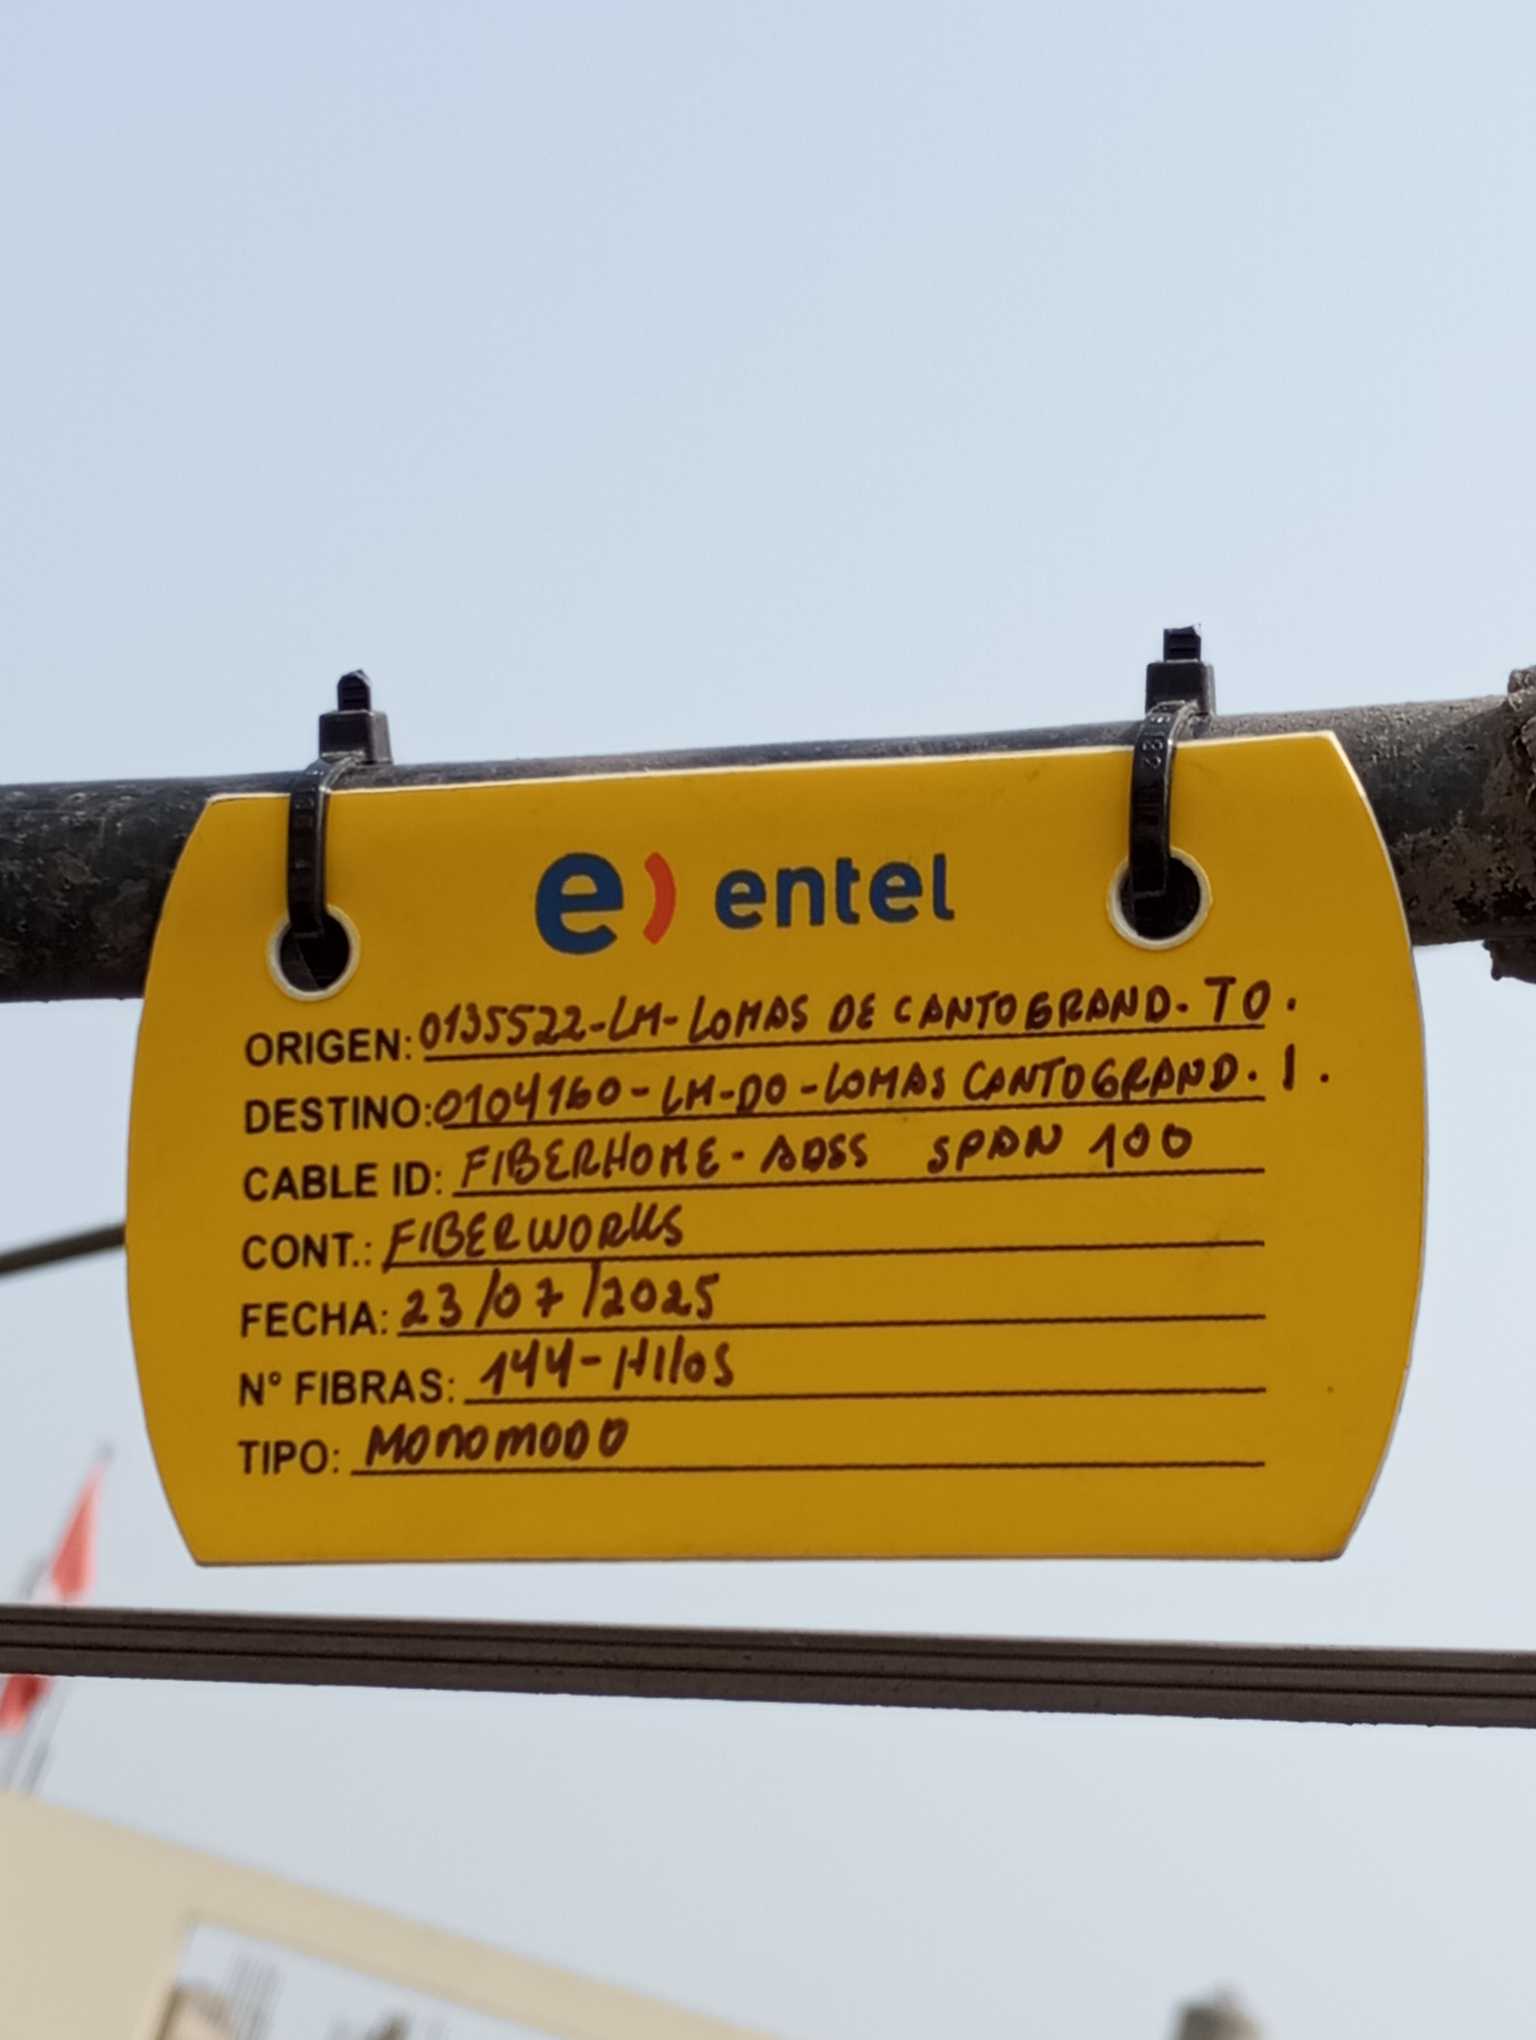 e) entel
ORIGEN: 0135522-LM-LOMAS DE CANTOGRAND. TO.
DESTINO: 0104160-LM-DO-LOMAS CANTOGRAND. 1.
CABLE ID: FIBERHOME - ADSS SPAN 100
CONT.: FIBERWORKS
FECHA: 23/07/2025
N° FIBRAS: 144-HIlos
TIPO: MONOMODO